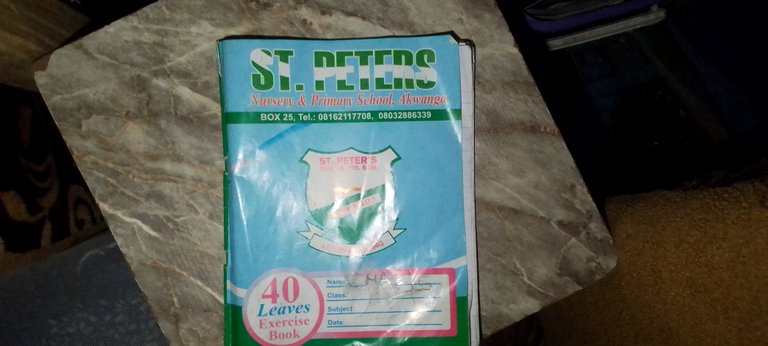 ST. PETERS
Nursery & Primary School, Akwanga
BOX 25, Tel.: 08162117708, 08032886339
ST. PETER'S
40
Leaves
Exercise
Book
Name:
Class:
Subject:
Date: